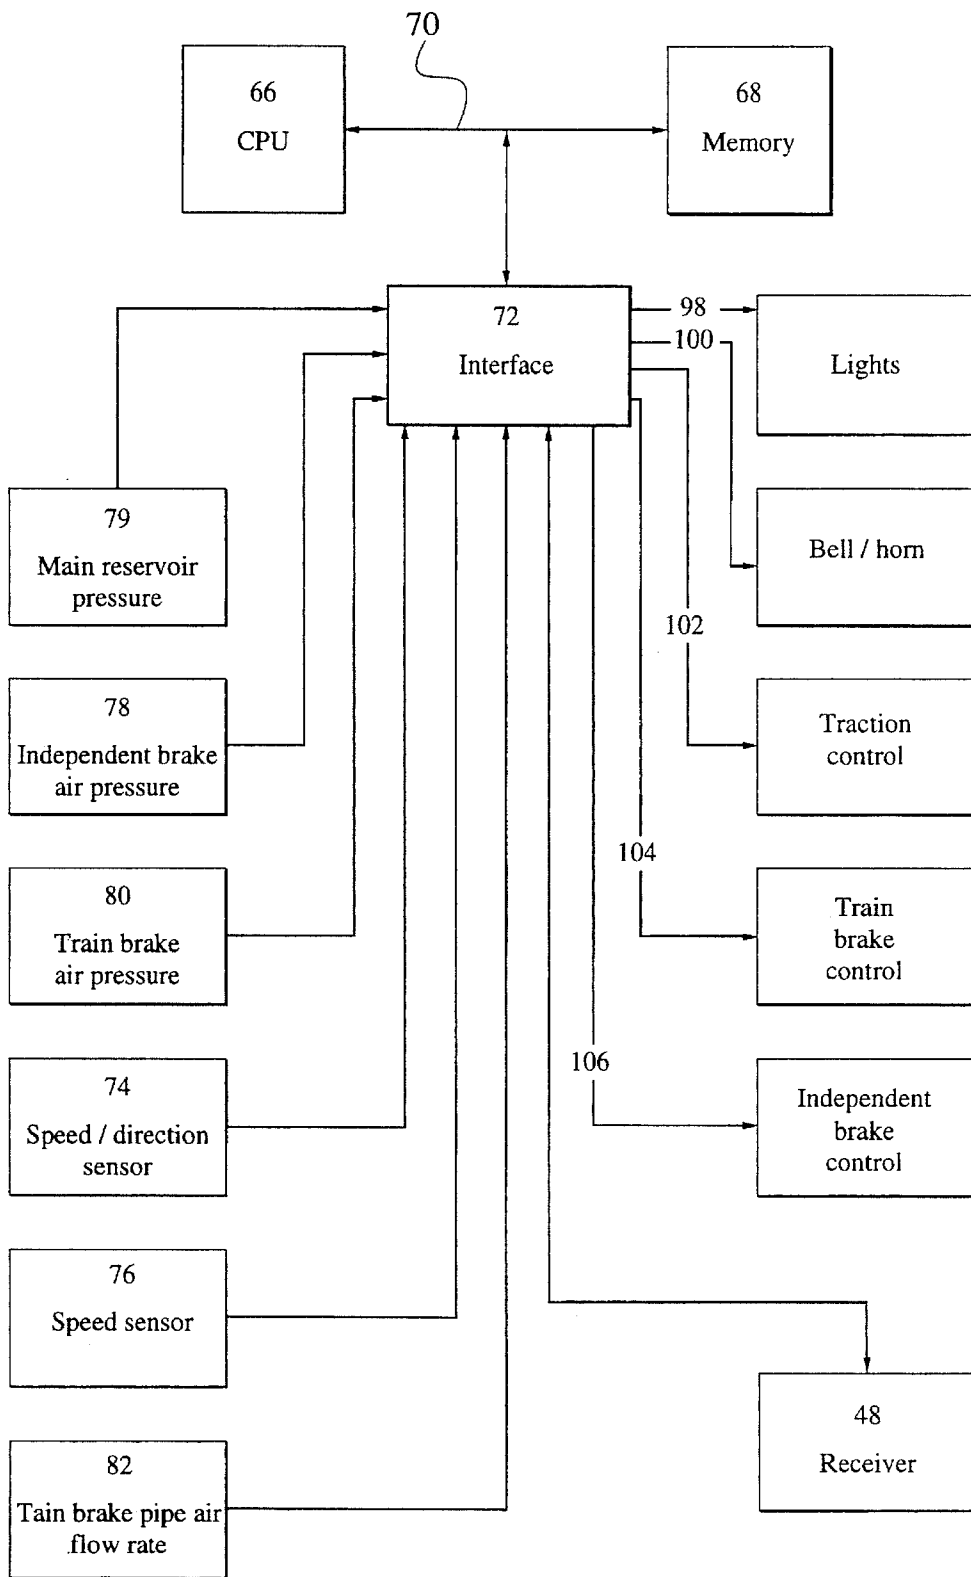 70
66
CPU
68
Memory
72
Interface
98
100
Lights
79
Main reservoir
pressure
Bell / horn
102
78
Independent brake
air pressure
Traction
control
104
80
Train brake
air pressure
Train
brake
control
106
74
Speed / direction
sensor
Independent
brake
control
76
Speed sensor
48
Receiver
82
Tain brake pipe air
flow rate